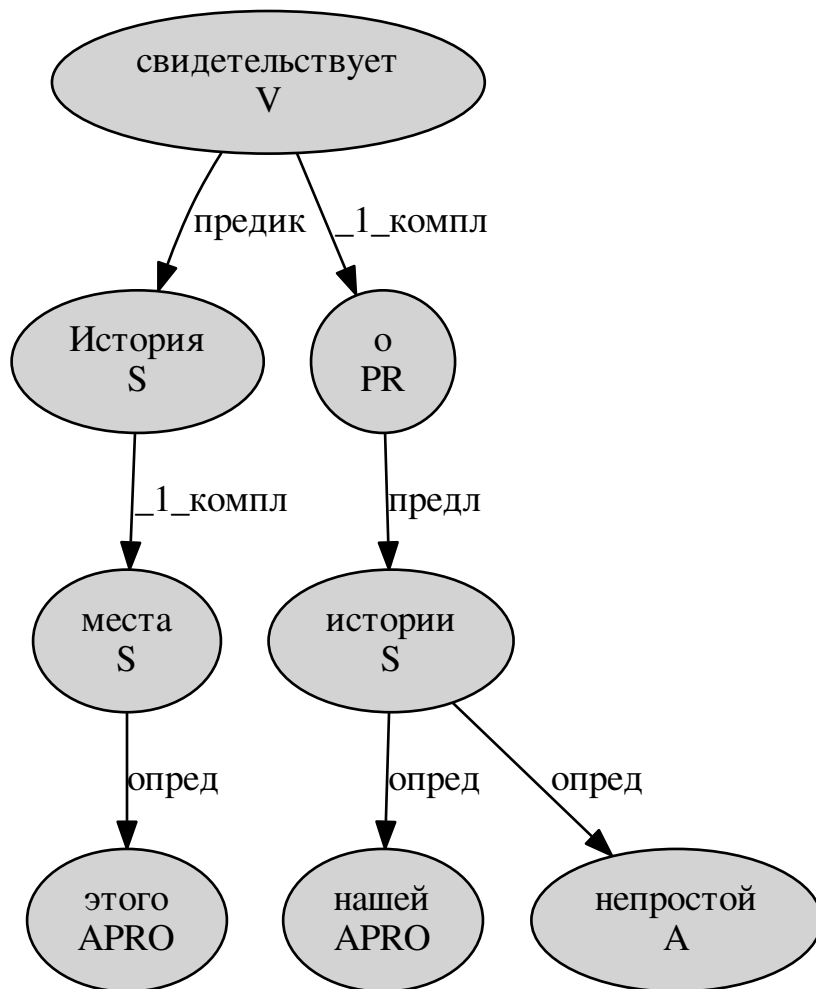 свидетельствует
V
предик
_1_компл
История
S
о
PR
_1_компл
предл
места
S
истории
S
опред
опред
опред
этого
APRO
нашей
APRO
непростой
A